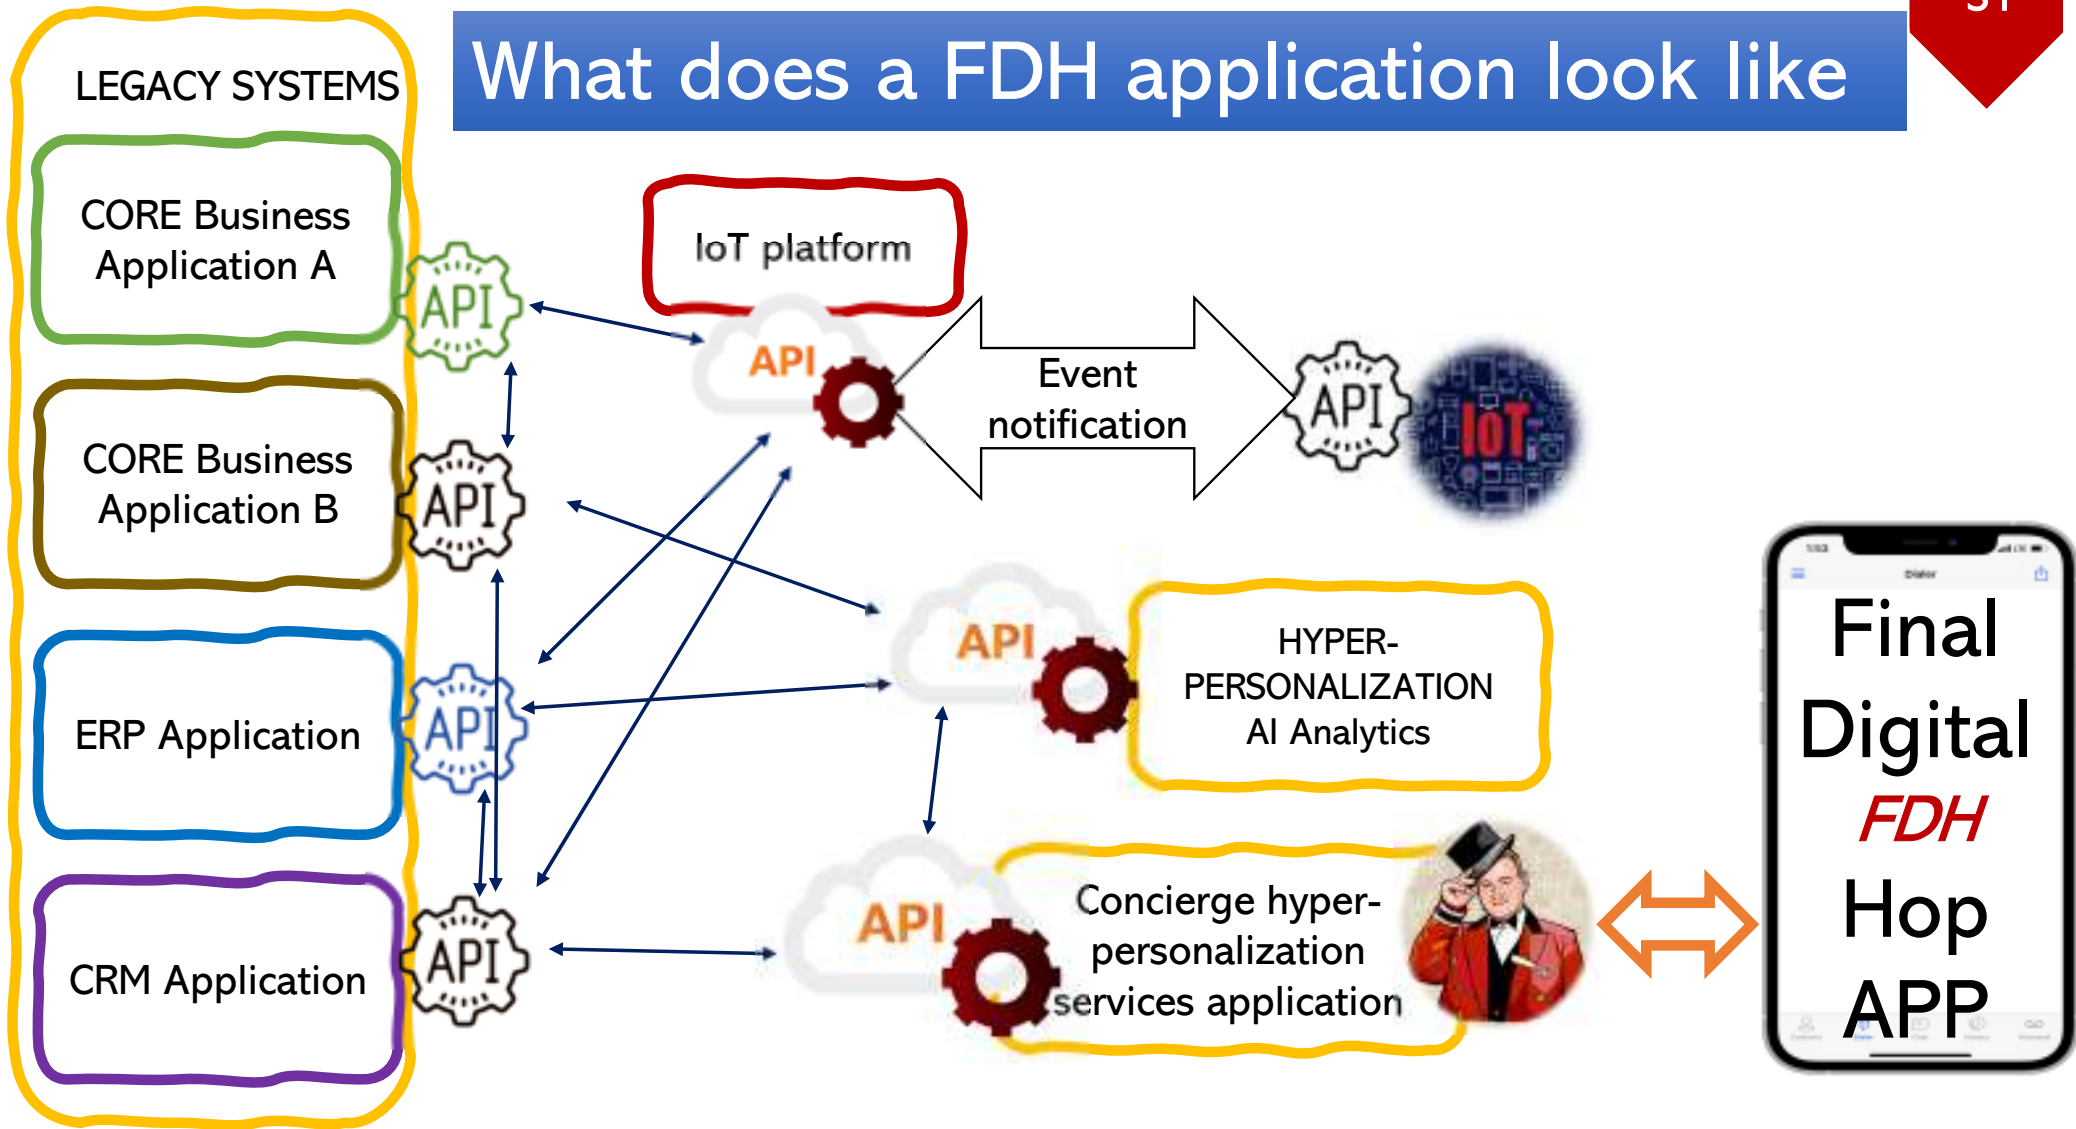 What does a FDH application look like
LEGACY SYSTEMS
CORE Business
Application A
API
CORE Business
Application B
API
ERP Application
API
CRM Application
API
IoT platform
API
Event
notification
API
IoT
API
HYPER-
PERSONALIZATION
AI Analytics
API
Concierge hyper-
personalization
services application
Dialer
Final
Digital
FDH
Hop
APP